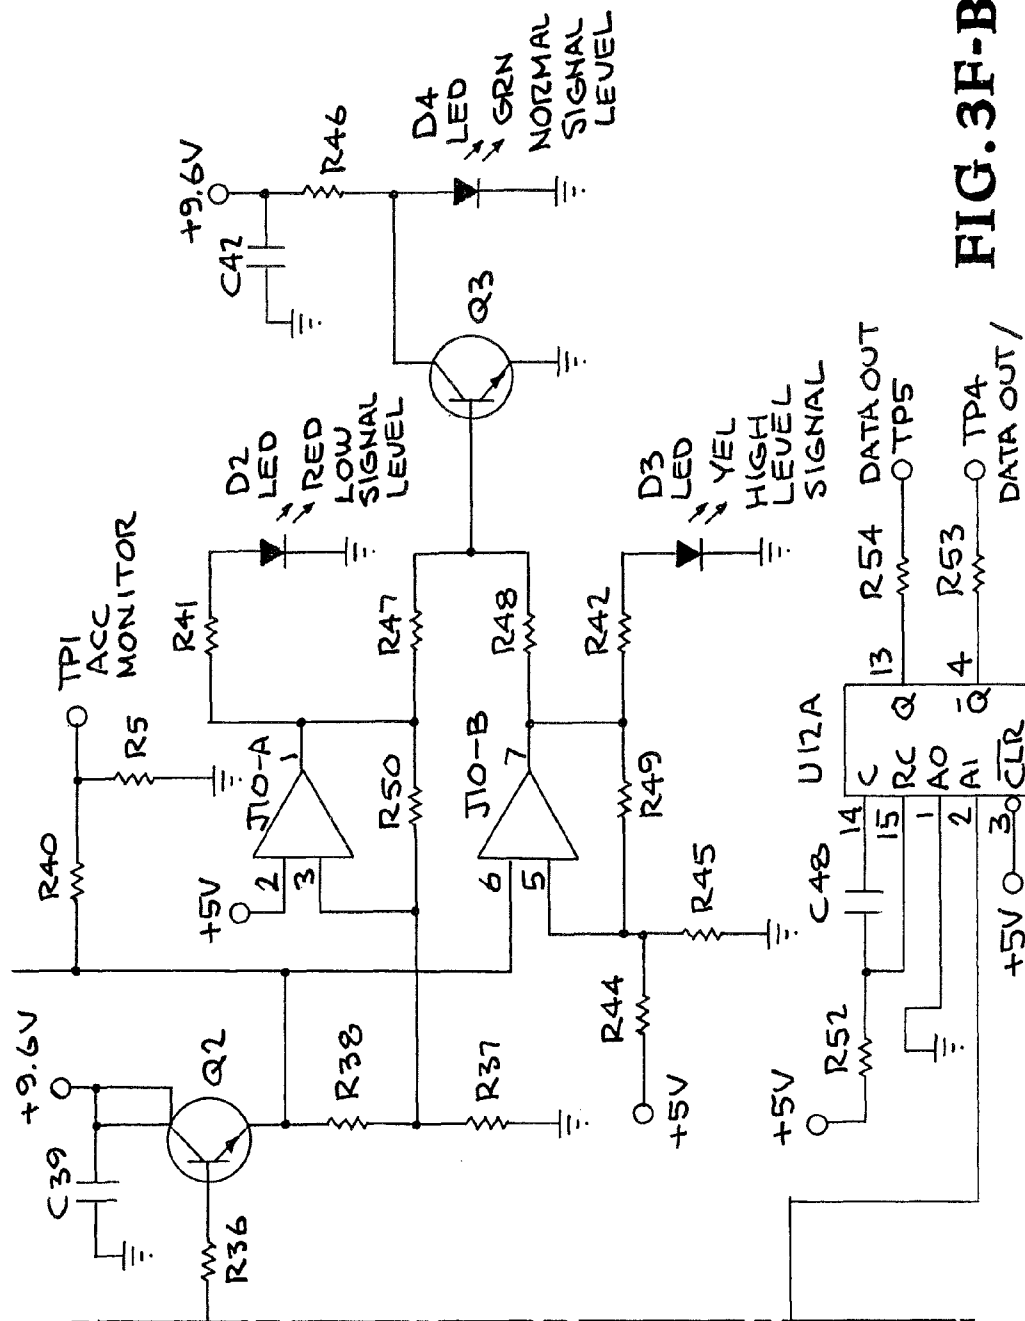 +9.6V
C42
R46
D4
LED
GRN
NORMAL
SIGNAL
LEVEL
FIG.3F-B
Q3
D2
LED
RED
LOW
SIGNAL
LEVEL
TP1
ACC
MONITOR
R41
R5
R40
J10-A
1
2
3
+5V
R47
R50
R48
J10-B
7
6
5
R42
R49
R45
D3
LED
YEL
HIGH
LEVEL
SIGNAL
R44
+5V
+9.6V
Q2
C39
R36
R38
R37
DATA OUT
TP5
R54
TP4
DATA OUT/
R53
U12A
13
4
Q
Q̅
C
RC
A0
A1
C̅L̅R̅
14
15
1
2
3
C48
R52
+5V
+5V